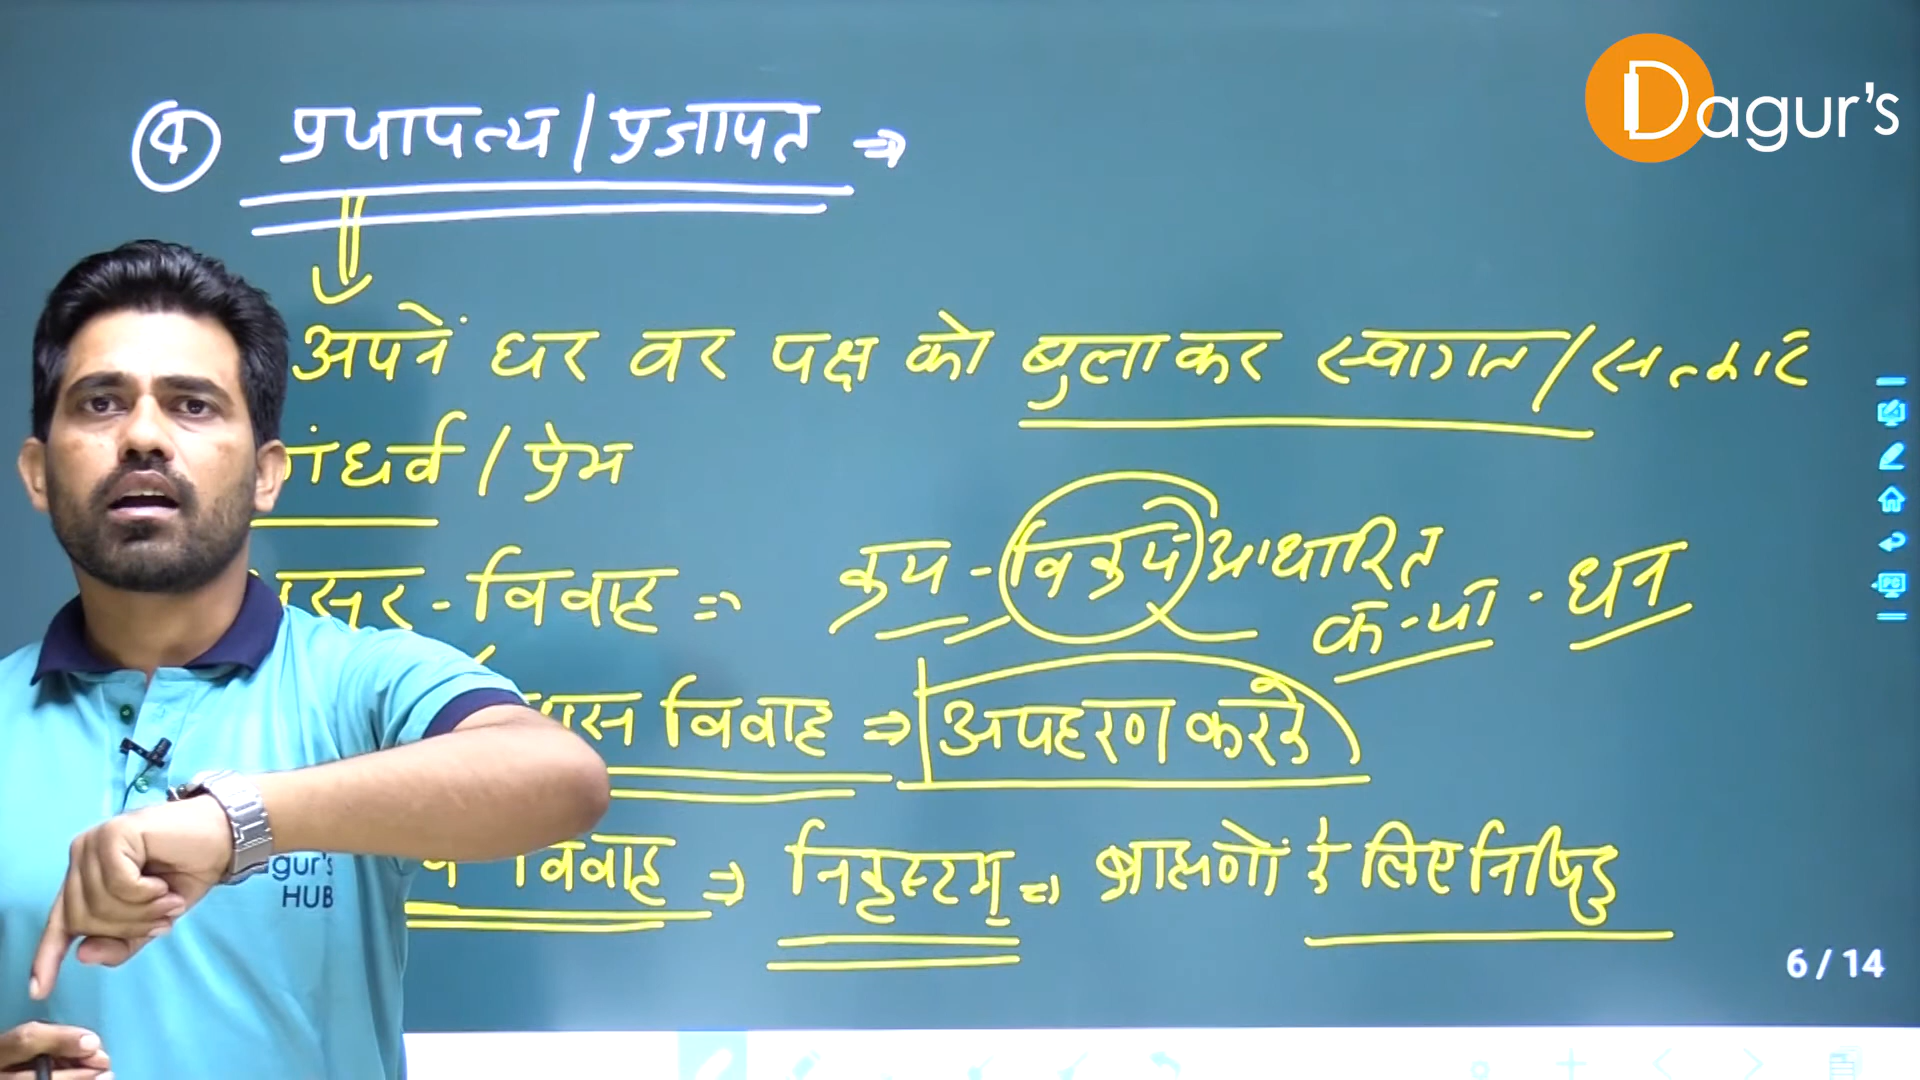 Dagur's
④ प्रजापत्य / प्रजापत ⇒
अपने घर वर पक्ष को बुलाकर स्वागत / सत्कार
गंधर्व / प्रेम
क्रय - विक्रय आधारित
विवाह ⇒ कन्या - धन
विवाह ⇒ अपहरण करके
विवाह ⇒ निकृस्टम् ⇒ ब्राह्मणों के लिए निषिद्ध
gur's
HUB
6 / 14